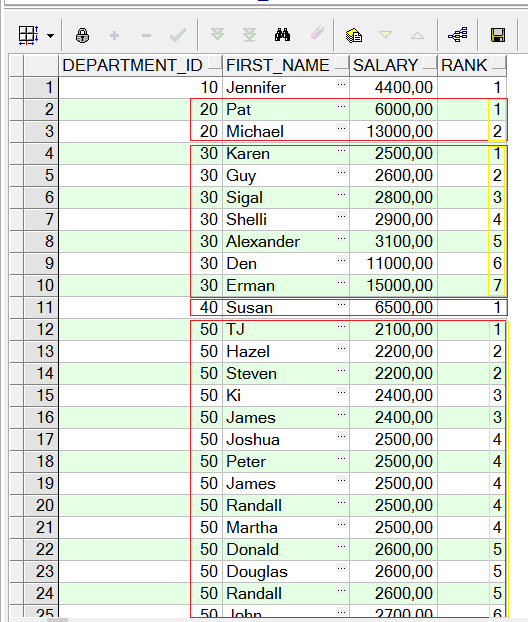 DEPARTMENT_ID FIRST_NAME SALARY RANK
1 10 Jennifer ... 4400,00 1
2 20 Pat ... 6000,00 1
3 20 Michael ... 13000,00 2
4 30 Karen ... 2500,00 1
5 30 Guy ... 2600,00 2
6 30 Sigal ... 2800,00 3
7 30 Shelli ... 2900,00 4
8 30 Alexander ... 3100,00 5
9 30 Den ... 11000,00 6
10 30 Erman ... 15000,00 7
11 40 Susan ... 6500,00 1
12 50 TJ ... 2100,00 1
13 50 Hazel ... 2200,00 2
14 50 Steven ... 2200,00 2
15 50 Ki ... 2400,00 3
16 50 James ... 2400,00 3
17 50 Joshua ... 2500,00 4
18 50 Peter ... 2500,00 4
19 50 James ... 2500,00 4
20 50 Randall ... 2500,00 4
21 50 Martha ... 2500,00 4
22 50 Donald ... 2600,00 5
23 50 Douglas ... 2600,00 5
24 50 Randall ... 2600,00 5
25 50 John ... 2700,00 6